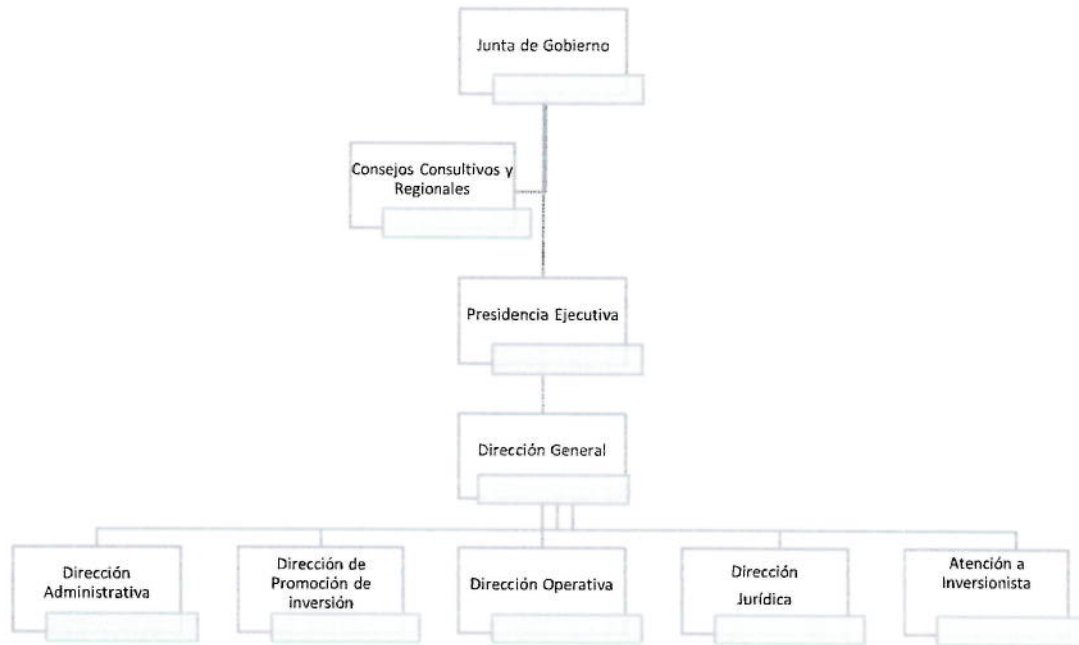 Junta de Gobierno
Consejos Consultivos y
Regionales
Presidencia Ejecutiva
Dirección General
Dirección
Administrativa
Dirección de
Promoción de
inversión
Dirección Operativa
Dirección
Jurídica
Atención a
Inversionista